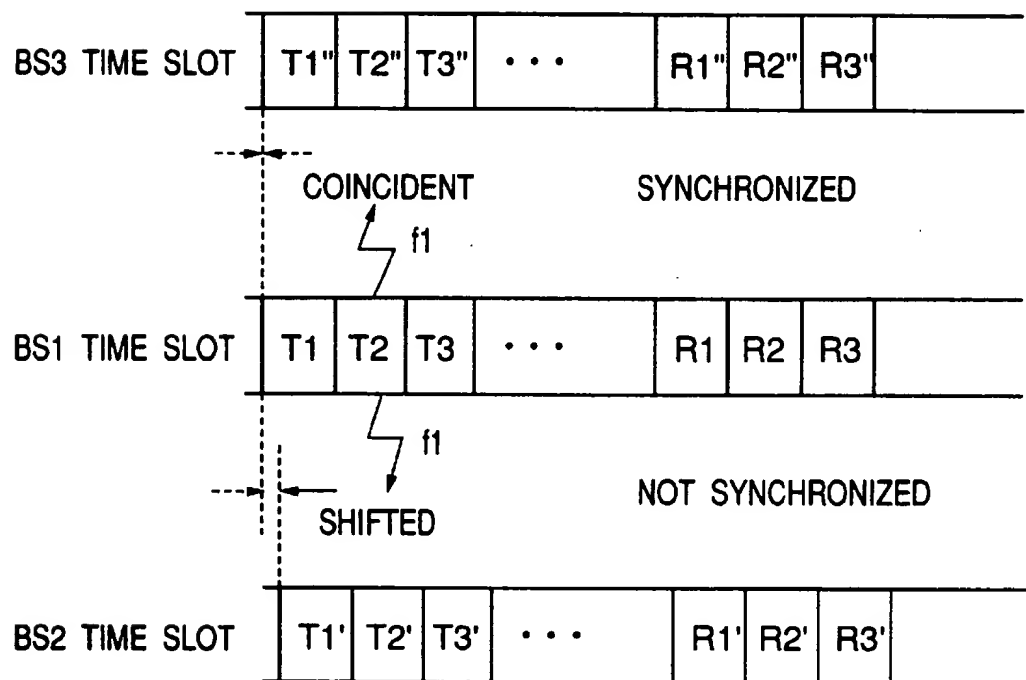 BS3 TIME SLOT T1" T2" T3" · · · R1" R2" R3"
COINCIDENT SYNCHRONIZED
f1
BS1 TIME SLOT T1 T2 T3 · · · R1 R2 R3
f1
NOT SYNCHRONIZED
SHIFTED
BS2 TIME SLOT T1' T2' T3' · · · R1' R2' R3'